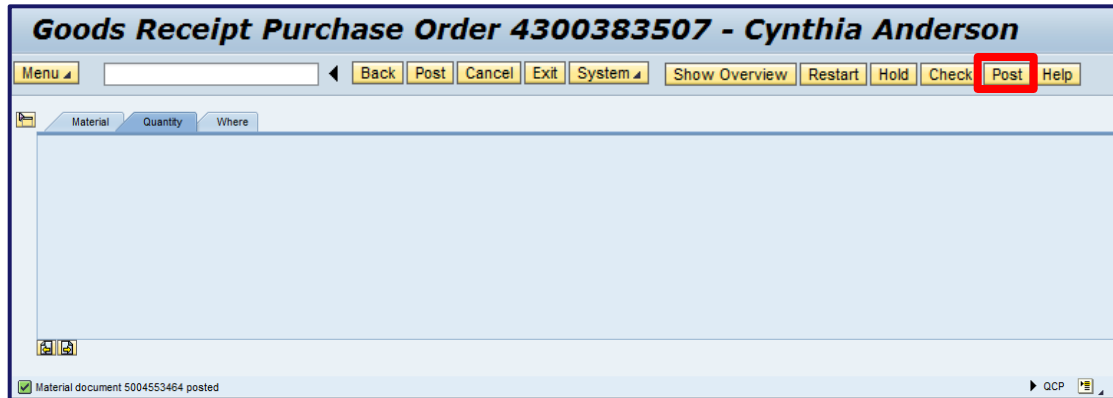 Goods Receipt Purchase Order 4300383507 - Cynthia Anderson
Menu Back Post Cancel Exit System Show Overview Restart Hold Check Post Help
Material Quantity Where
Material document 5004553464 posted QCP